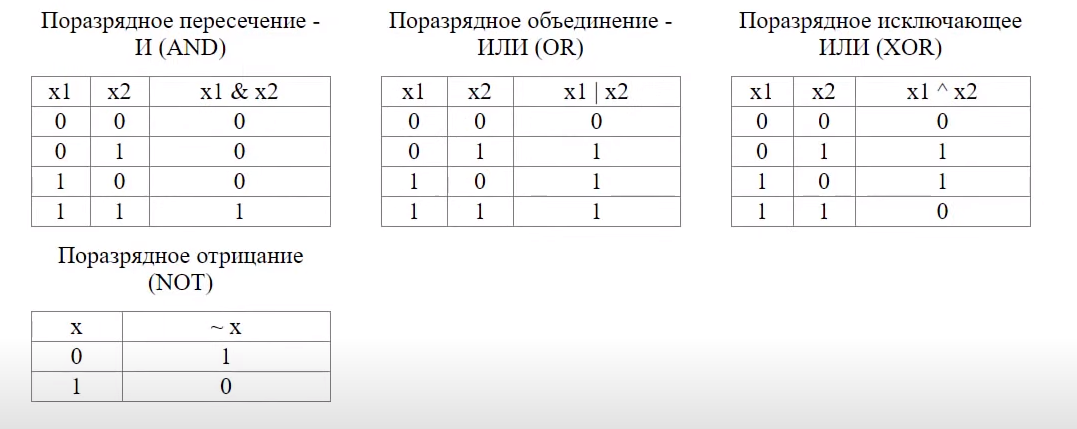 Поразрядное пересечение -
И (AND)
x1 x2 x1 & x2
0 0 0
0 1 0
1 0 0
1 1 1
Поразрядное объединение -
ИЛИ (OR)
x1 x2 x1 | x2
0 0 0
0 1 1
1 0 1
1 1 1
Поразрядное исключающее
ИЛИ (XOR)
x1 x2 x1 ^ x2
0 0 0
0 1 1
1 0 1
1 1 0
Поразрядное отрицание
(NOT)
x ~ x
0 1
1 0